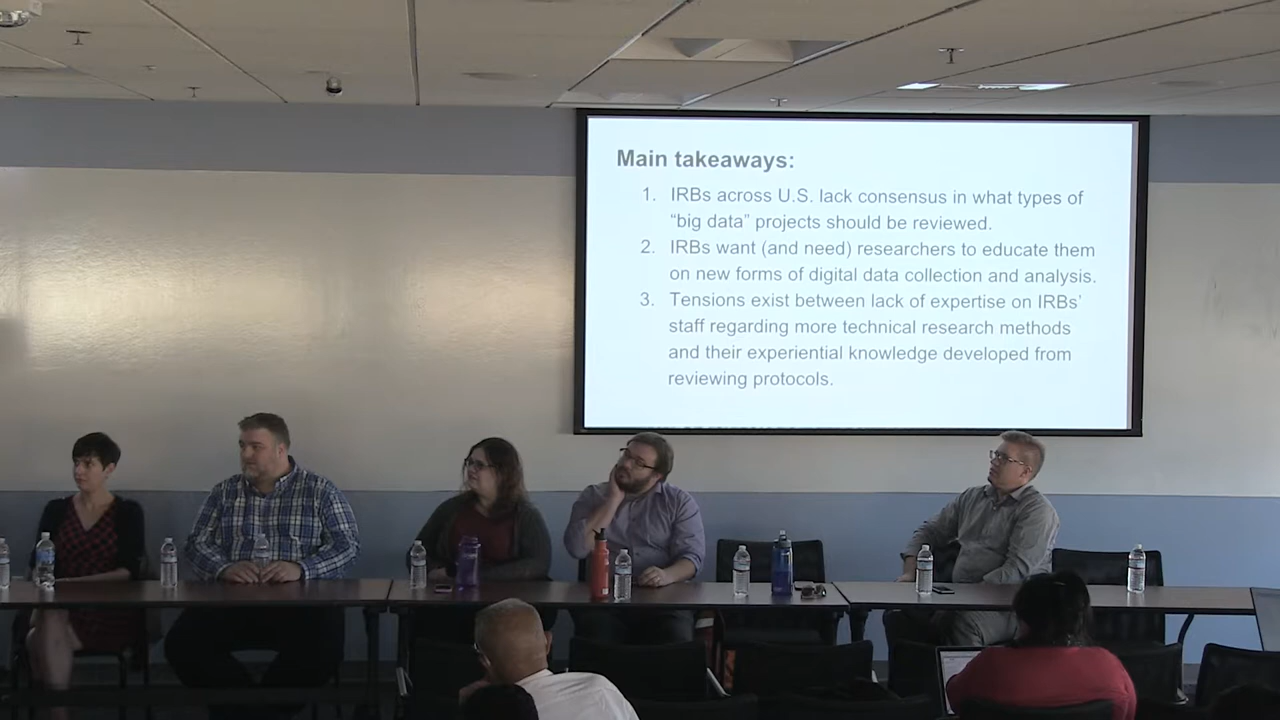 Main takeaways:
1. IRBs across U.S. lack consensus in what types of
“big data” projects should be reviewed.
2. IRBs want (and need) researchers to educate them
on new forms of digital data collection and analysis.
3. Tensions exist between lack of expertise on IRBs’
staff regarding more technical research methods
and their experiential knowledge developed from
reviewing protocols.